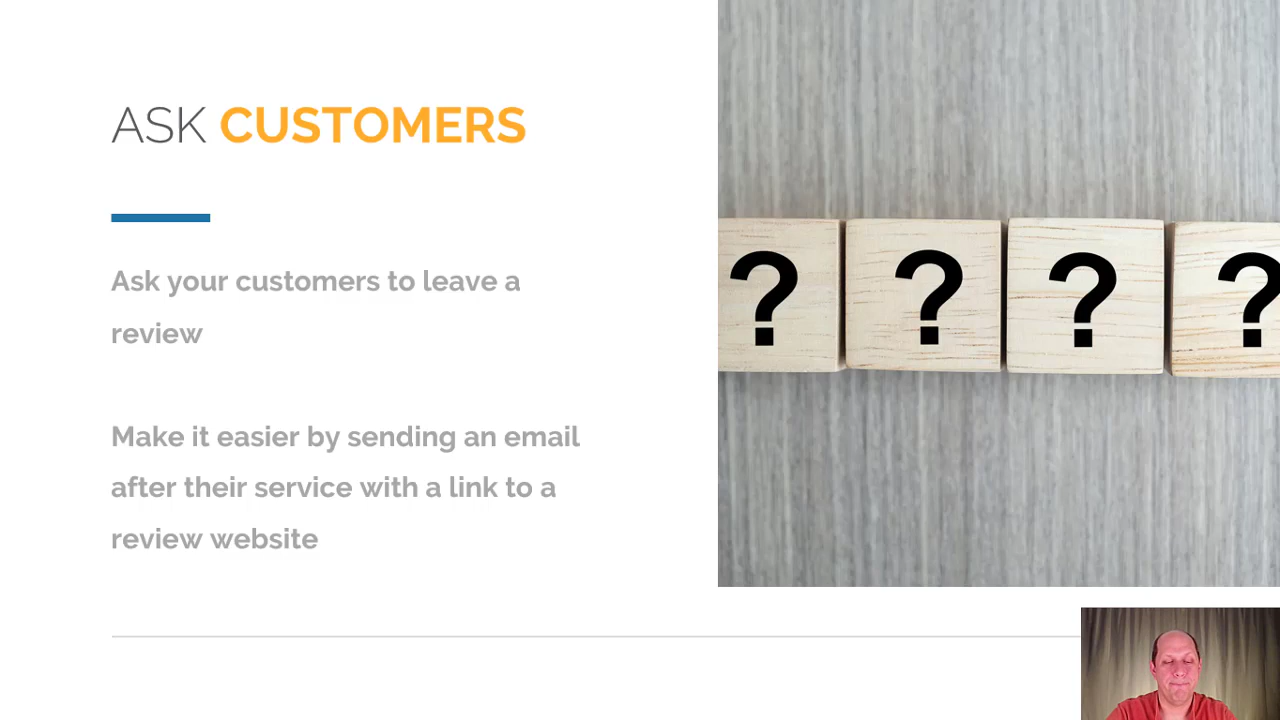 ASK CUSTOMERS
Ask your customers to leave a
review
Make it easier by sending an email
after their service with a link to a
review website
? ? ? ?